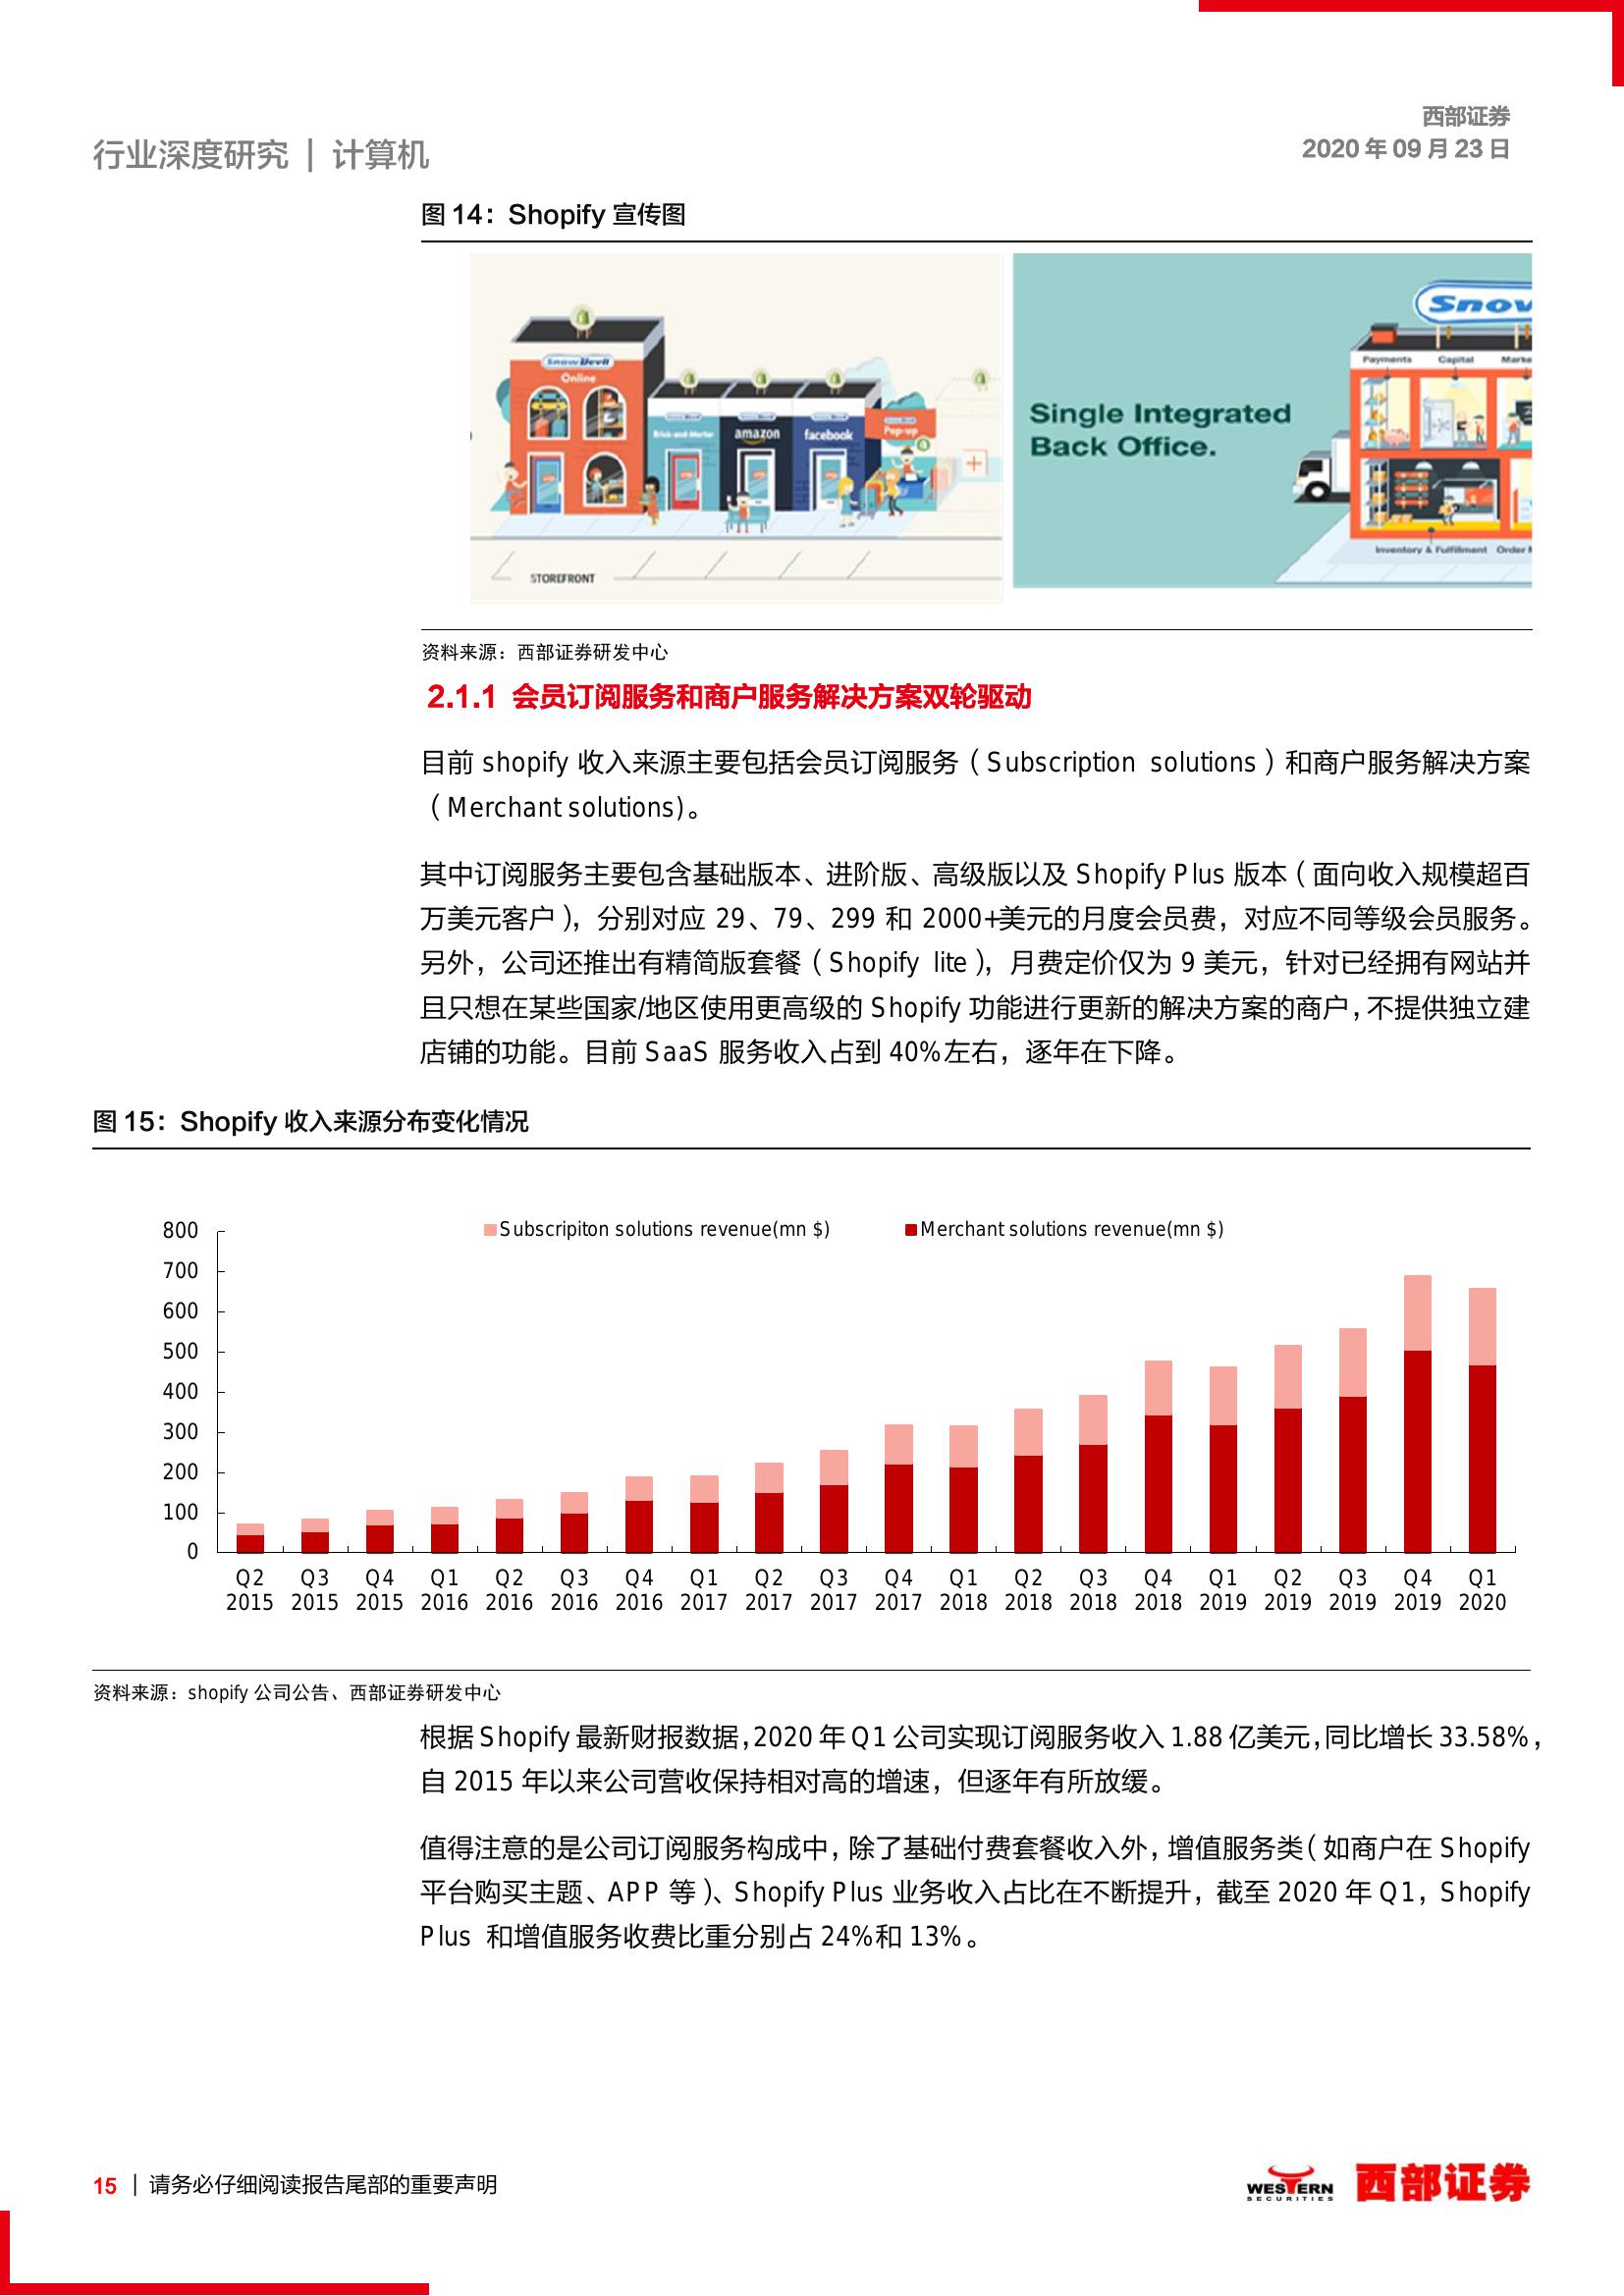 西部证券
2020 年 09 月 23 日
行业深度研究 | 计算机
图 14：Shopify 宣传图
SnowDevil
Online
Brick-and-Mortar
amazon
facebook
Pop-up
STOREFRONT
Snow
Payments Capital Marke
Single Integrated
Back Office.
Inventory & Fulfillment Order
资料来源：西部证券研发中心
2.1.1 会员订阅服务和商户服务解决方案双轮驱动
目前 shopify 收入来源主要包括会员订阅服务（Subscription solutions）和商户服务解决方案
（Merchant solutions)。
其中订阅服务主要包含基础版本、进阶版、高级版以及 Shopify Plus 版本（面向收入规模超百
万美元客户），分别对应 29、79、299 和 2000+美元的月度会员费，对应不同等级会员服务。
另外，公司还推出有精简版套餐（Shopify lite），月费定价仅为 9 美元，针对已经拥有网站并
且只想在某些国家/地区使用更高级的 Shopify 功能进行更新的解决方案的商户，不提供独立建
店铺的功能。目前 SaaS 服务收入占到 40%左右，逐年在下降。
图 15：Shopify 收入来源分布变化情况
Subscripiton solutions revenue(mn $) Merchant solutions revenue(mn $)
800
700
600
500
400
300
200
100
0
Q2 Q3 Q4 Q1 Q2 Q3 Q4 Q1 Q2 Q3 Q4 Q1 Q2 Q3 Q4 Q1 Q2 Q3 Q4 Q1
2015 2015 2015 2016 2016 2016 2016 2017 2017 2017 2017 2018 2018 2018 2018 2019 2019 2019 2019 2020
资料来源：shopify 公司公告、西部证券研发中心
根据 Shopify 最新财报数据，2020 年 Q1 公司实现订阅服务收入 1.88 亿美元，同比增长 33.58%，
自 2015 年以来公司营收保持相对高的增速，但逐年有所放缓。
值得注意的是公司订阅服务构成中，除了基础付费套餐收入外，增值服务类（如商户在 Shopify
平台购买主题、APP 等）、Shopify Plus 业务收入占比在不断提升，截至 2020 年 Q1，Shopify
Plus 和增值服务收费比重分别占 24%和 13%。
15 | 请务必仔细阅读报告尾部的重要声明
WESTERN
SECURITIES
西部证券